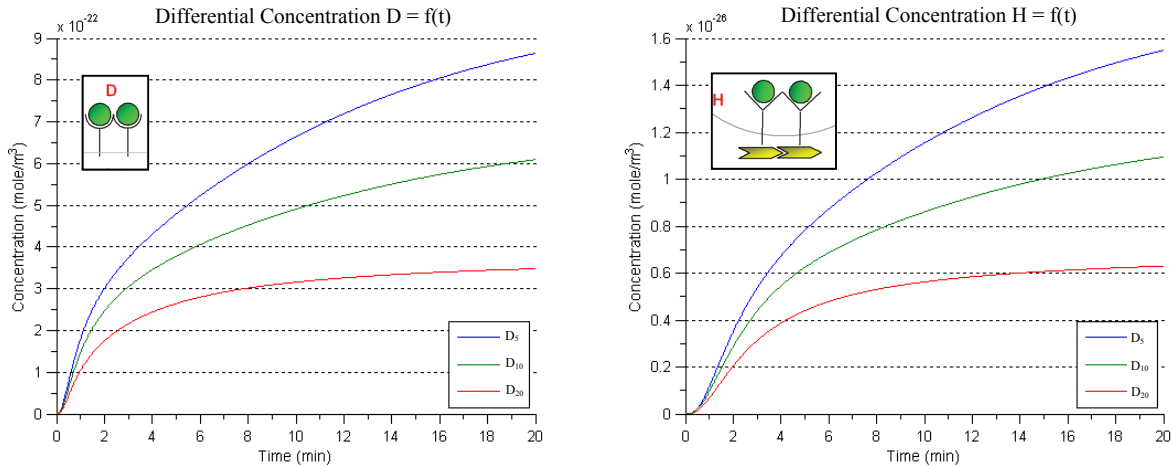 Differential Concentration D = f(t)
x 10⁻²²
9
8
7
6
5
4
3
2
1
0
Concentration (mole/m³)
D
D₅
D₁₀
D₂₀
0 2 4 6 8 10 12 14 16 18 20
Time (min)
Differential Concentration H = f(t)
x 10⁻²⁶
1.6
1.4
1.2
1
0.8
0.6
0.4
0.2
0
Concentration (mole/m³)
H
D₅
D₁₀
D₂₀
0 2 4 6 8 10 12 14 16 18 20
Time (min)